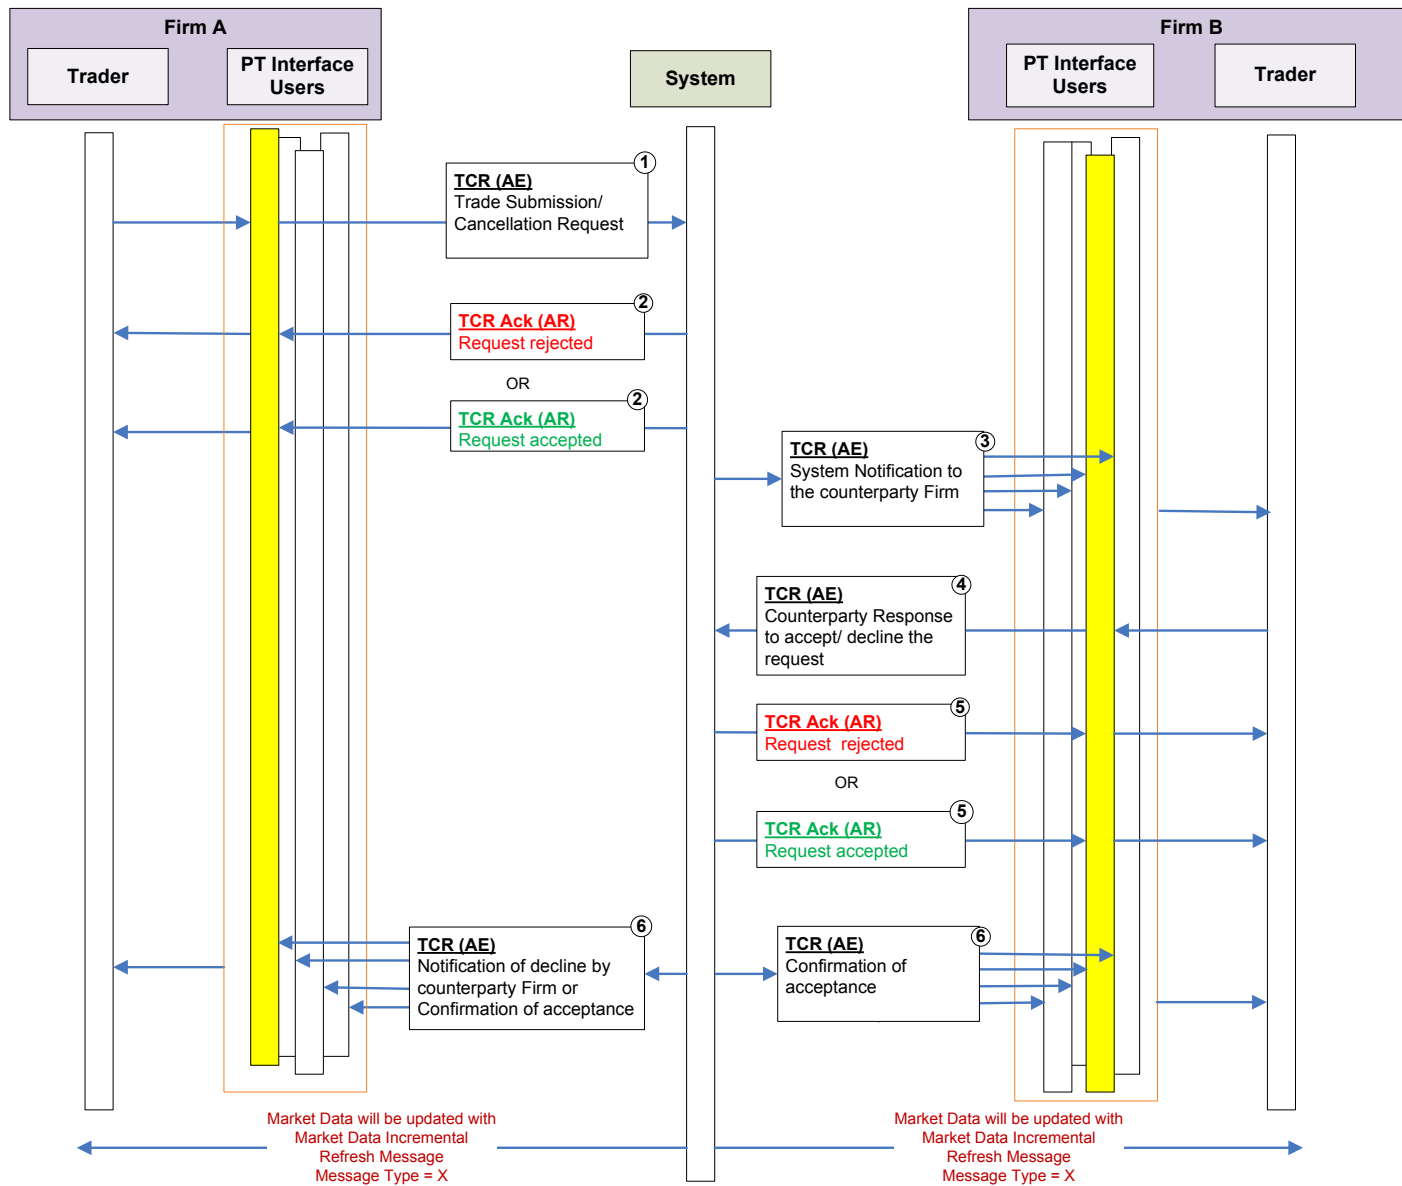 Firm A
Trader
PT Interface
Users
System
Firm B
PT Interface
Users
Trader
1
TCR (AE)
Trade Submission/
Cancellation Request
2
TCR Ack (AR)
Request rejected
OR
2
TCR Ack (AR)
Request accepted
3
TCR (AE)
System Notification to
the counterparty Firm
4
TCR (AE)
Counterparty Response
to accept/ decline the
request
5
TCR Ack (AR)
Request  rejected
OR
5
TCR Ack (AR)
Request accepted
6
TCR (AE)
Notification of decline by
counterparty Firm or
Confirmation of acceptance
6
TCR (AE)
Confirmation of
acceptance
Market Data will be updated with
Market Data Incremental
Refresh Message
Message Type = X
Market Data will be updated with
Market Data Incremental
Refresh Message
Message Type = X